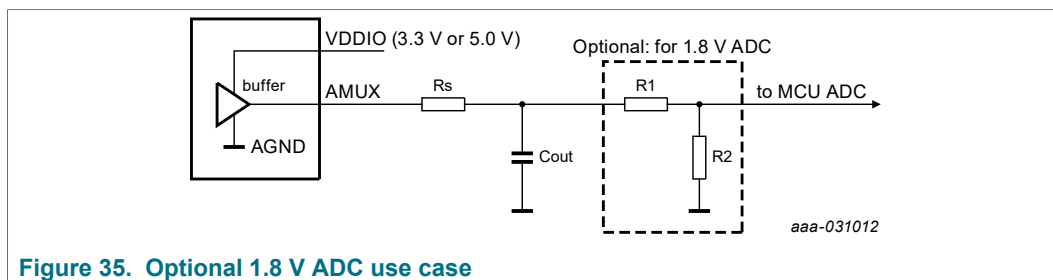 VDDIO (3.3 V or 5.0 V)
Optional: for 1.8 V ADC
buffer
AMUX
Rs
R1
to MCU ADC
AGND
Cout
R2
aaa-031012
Figure 35. Optional 1.8 V ADC use case